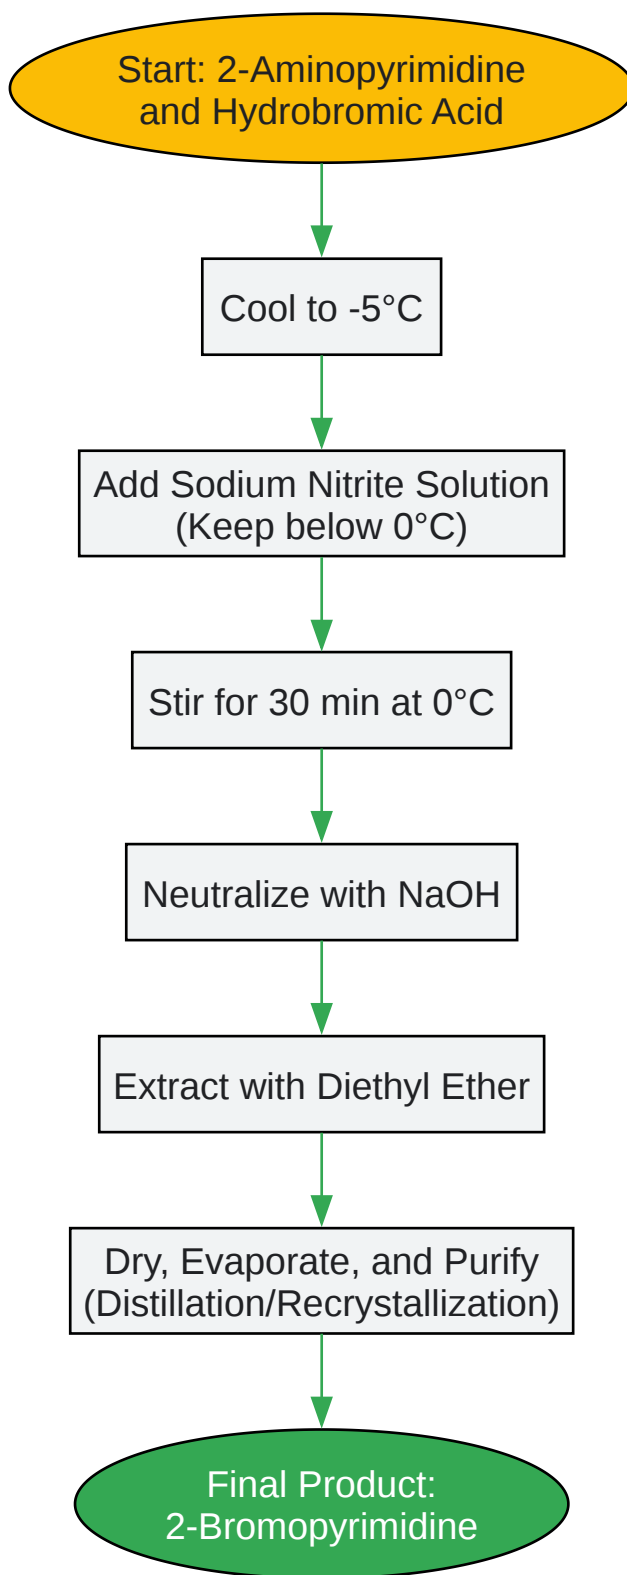 Start: 2-Aminopyrimidine
and Hydrobromic Acid
Cool to -5°C
Add Sodium Nitrite Solution
(Keep below 0°C)
Stir for 30 min at 0°C
Neutralize with NaOH
Extract with Diethyl Ether
Dry, Evaporate, and Purify
(Distillation/Recrystallization)
Final Product:
2-Bromopyrimidine